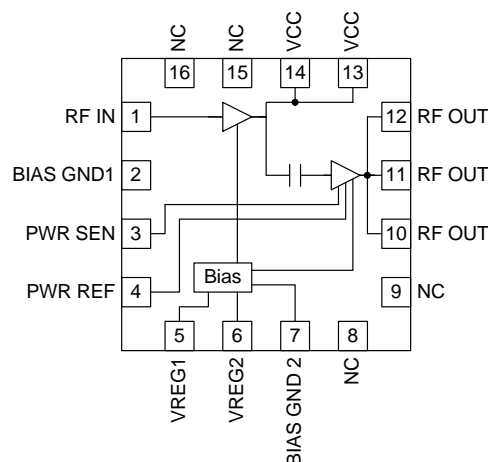 NC
NC
VCC
VCC
16
15
14
13
RF IN
1
12
RF OUT
BIAS GND1
2
11
RF OUT
PWR SEN
3
10
RF OUT
PWR REF
4
Bias
9
NC
5
6
7
8
VREG1
VREG2
BIAS GND 2
NC